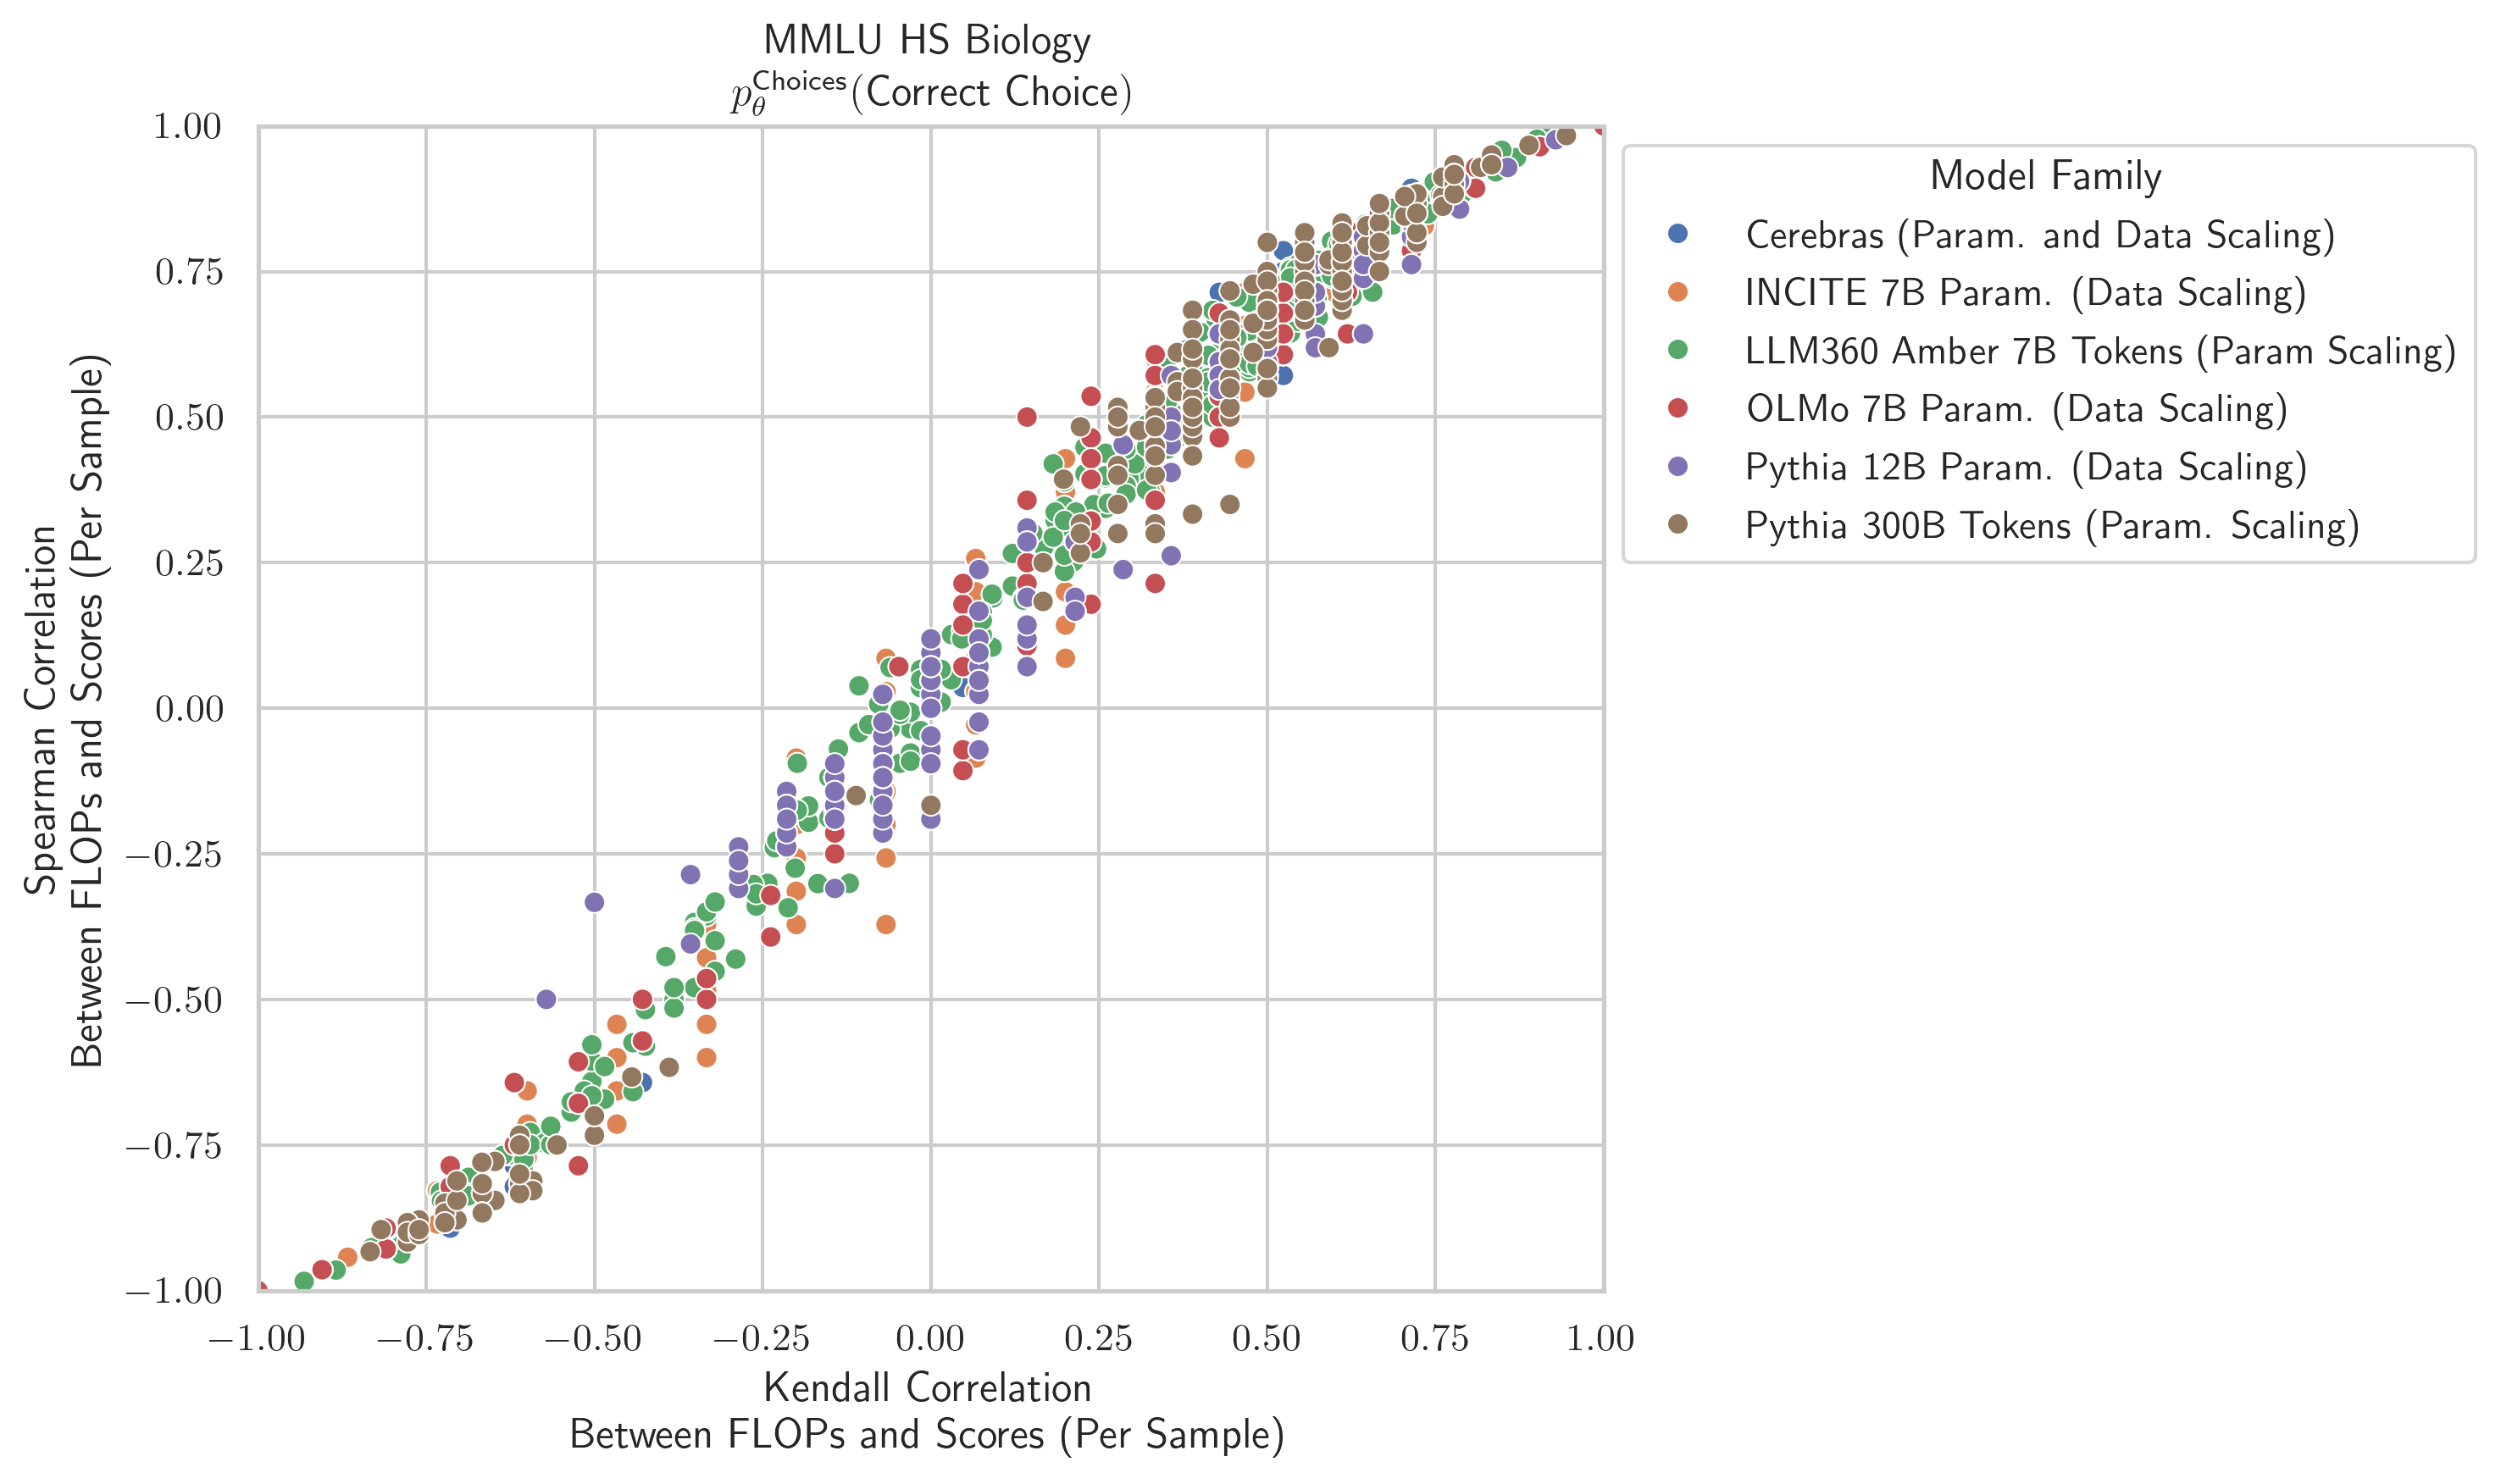 MMLU HS Biology
p_θ^Choices(Correct Choice)
1.00
0.75
0.50
0.25
0.00
−0.25
−0.50
−0.75
−1.00
Spearman Correlation
Between FLOPs and Scores (Per Sample)
−1.00 −0.75 −0.50 −0.25 0.00 0.25 0.50 0.75 1.00
Kendall Correlation
Between FLOPs and Scores (Per Sample)
Model Family
Cerebras (Param. and Data Scaling)
INCITE 7B Param. (Data Scaling)
LLM360 Amber 7B Tokens (Param Scaling)
OLMo 7B Param. (Data Scaling)
Pythia 12B Param. (Data Scaling)
Pythia 300B Tokens (Param. Scaling)